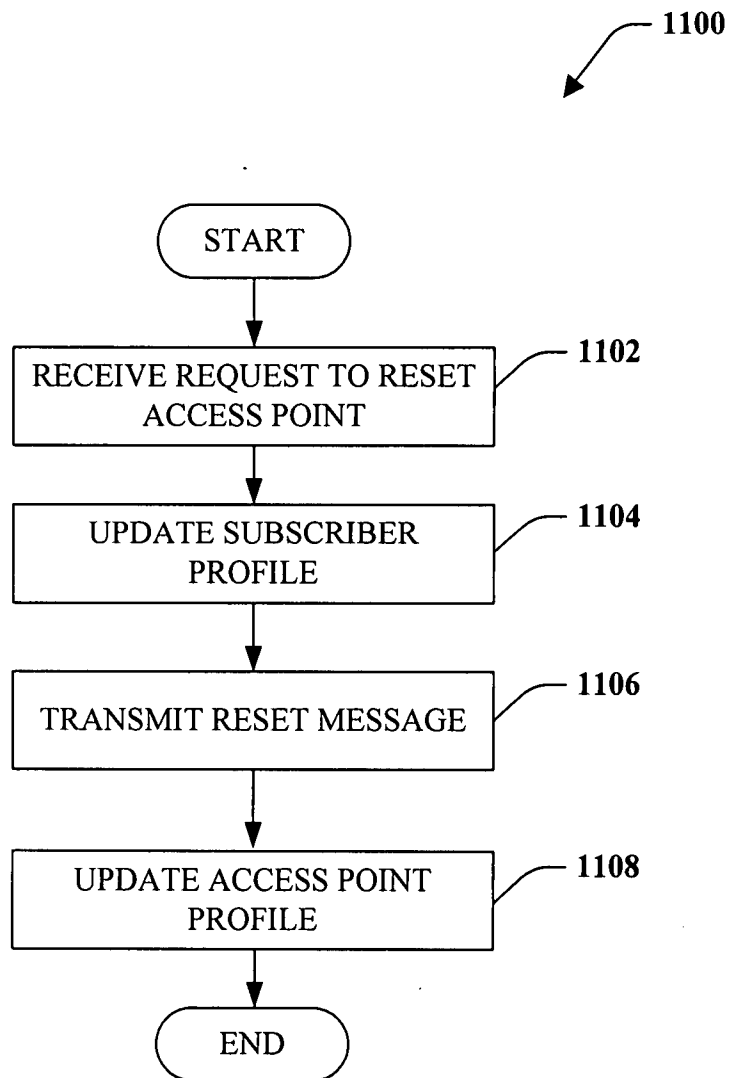 1100
START
RECEIVE REQUEST TO RESET
ACCESS POINT
1102
UPDATE SUBSCRIBER
PROFILE
1104
TRANSMIT RESET MESSAGE
1106
UPDATE ACCESS POINT
PROFILE
1108
END